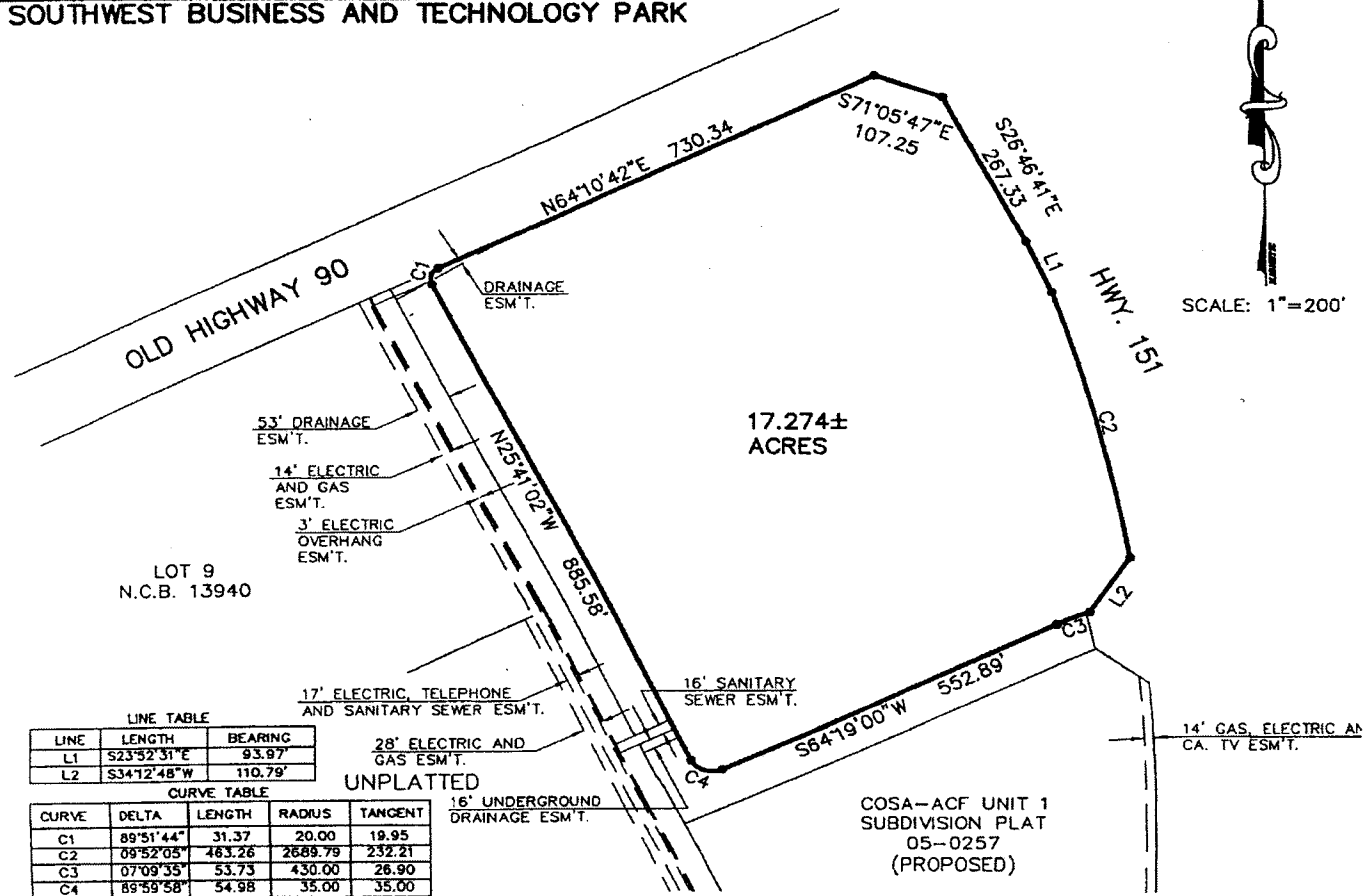 SOUTHWEST BUSINESS AND TECHNOLOGY PARK
S71°05'47"E
107.25
S26°46'41"E
267.33
N64°10'42"E 730.34
C1
L1
DRAINAGE
ESM'T.
OLD HIGHWAY 90
HWY. 151
SCALE: 1"=200'
53' DRAINAGE
ESM'T.
17.274±
ACRES
C2
14' ELECTRIC
AND GAS
ESM'T.
N25°41'02"W 885.58'
3' ELECTRIC
OVERHANG
ESM'T.
LOT 9
N.C.B. 13940
L2
C3
17' ELECTRIC, TELEPHONE
AND SANITARY SEWER ESM'T.
16' SANITARY
SEWER ESM'T.
S64°19'00"W 552.89'
28' ELECTRIC AND
GAS ESM'T.
14' GAS, ELECTRIC AN
CA. TV ESM'T.
C4
UNPLATTED
16' UNDERGROUND
DRAINAGE ESM'T.
COSA-ACF UNIT 1
SUBDIVISION PLAT
05-0257
(PROPOSED)
LINE TABLE
LINE LENGTH BEARING
L1 S23°52'31"E 93.97'
L2 S34°12'48"W 110.79'
CURVE TABLE
CURVE DELTA LENGTH RADIUS TANGENT
C1 89°51'44" 31.37 20.00 19.95
C2 09°52'05" 463.26 2689.79 232.21
C3 07°09'35" 53.73 430.00 26.90
C4 89°59'58" 54.98 35.00 35.00